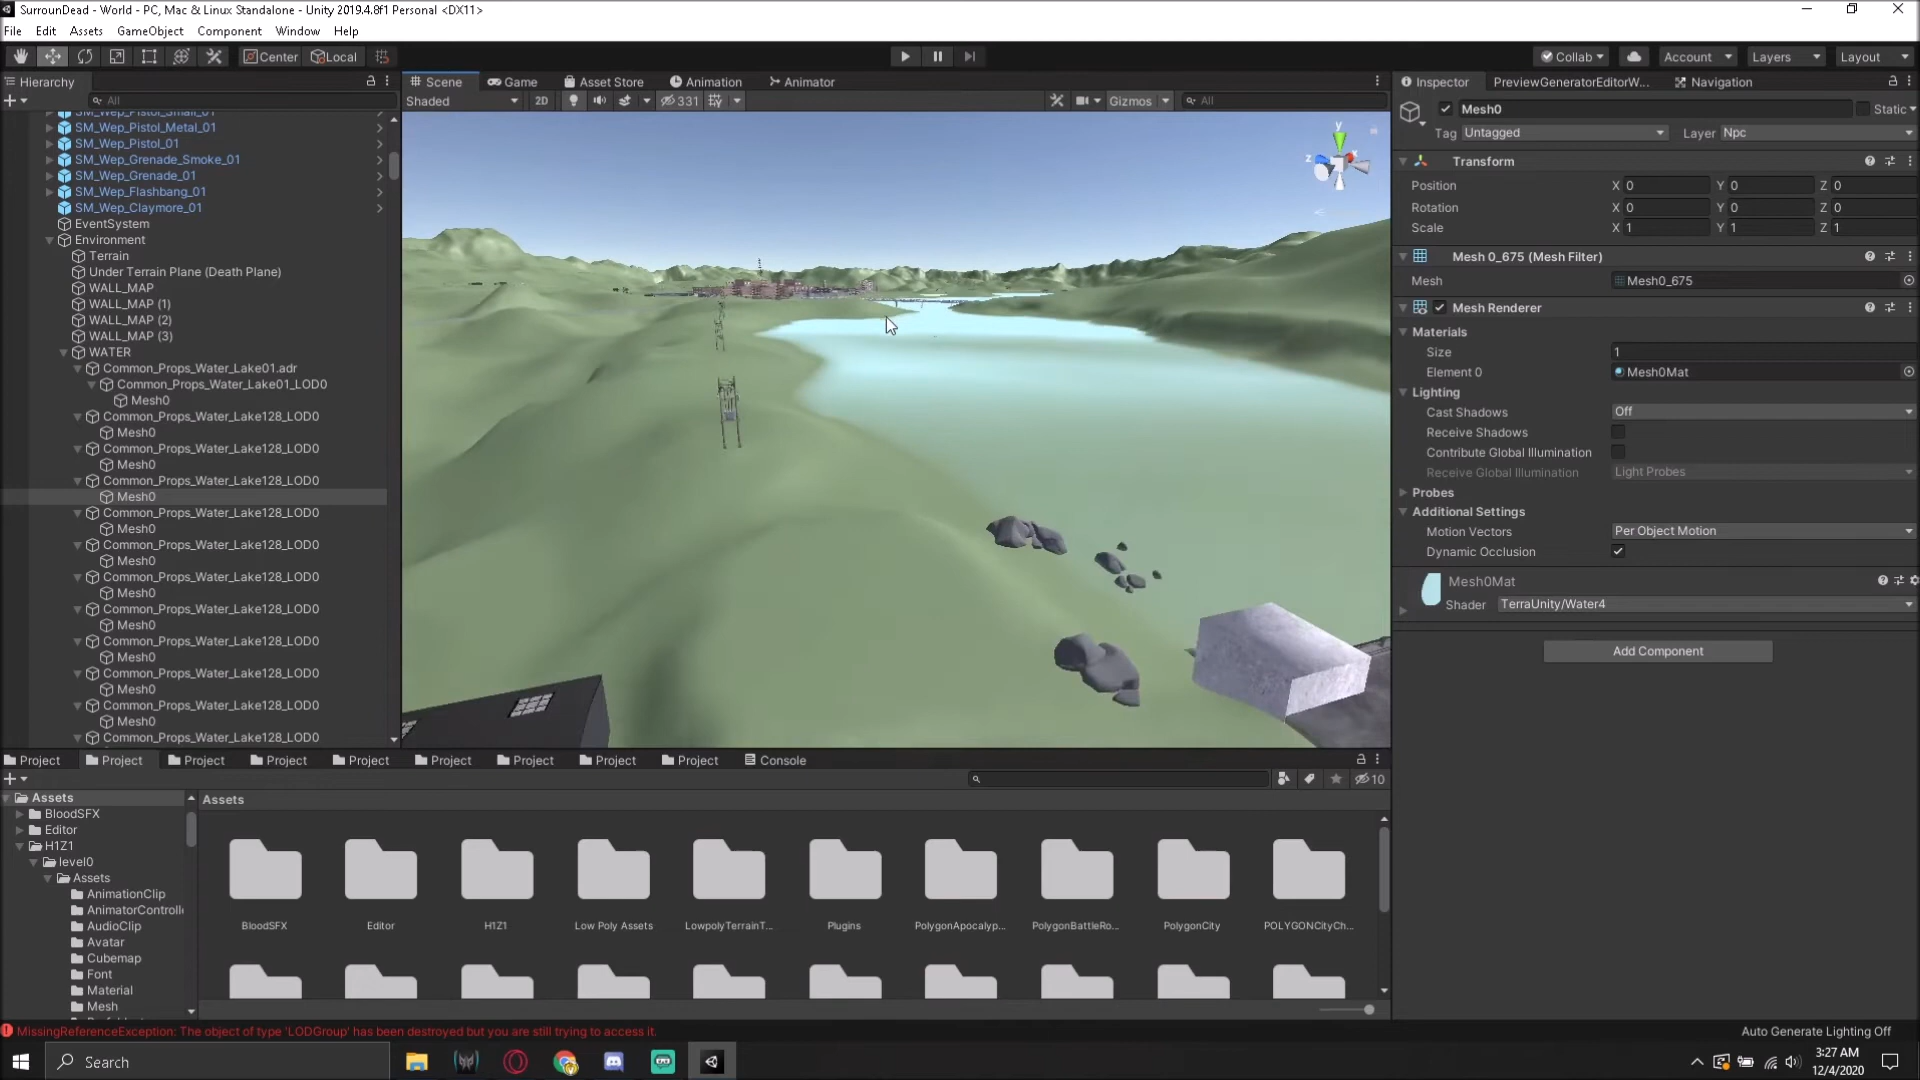 SurrounDead - World - PC, Mac & Linux Standalone - Unity 2019.4.8f1 Personal <DX11>
File Edit Assets GameObject Component Window Help
Center Local Collab Account Layers Layout
Hierarchy
All
SM_Wep_Pistol_Small_01
SM_Wep_Pistol_Metal_01
SM_Wep_Pistol_01
SM_Wep_Grenade_Smoke_01
SM_Wep_Grenade_01
SM_Wep_Flashbang_01
SM_Wep_Claymore_01
EventSystem
Environment
Terrain
Under Terrain Plane (Death Plane)
WALL_MAP
WALL_MAP (1)
WALL_MAP (2)
WALL_MAP (3)
WATER
Common_Props_Water_Lake01.adr
Common_Props_Water_Lake01_LOD0
Mesh0
Common_Props_Water_Lake128_LOD0
Mesh0
Common_Props_Water_Lake128_LOD0
Mesh0
Common_Props_Water_Lake128_LOD0
Mesh0
Common_Props_Water_Lake128_LOD0
Mesh0
Common_Props_Water_Lake128_LOD0
Mesh0
Common_Props_Water_Lake128_LOD0
Mesh0
Common_Props_Water_Lake128_LOD0
Mesh0
Common_Props_Water_Lake128_LOD0
Mesh0
Common_Props_Water_Lake128_LOD0
Mesh0
Common_Props_Water_Lake128_LOD0
Mesh0
Common_Props_Water_Lake128_LOD0
Scene Game Asset Store Animation Animator
Shaded 2D 331 Gizmos All
y
z x
Inspector PreviewGeneratorEditorW... Navigation
Mesh0 Static
Tag Untagged Layer Npc
Transform
Position X 0 Y 0 Z 0
Rotation X 0 Y 0 Z 0
Scale X 1 Y 1 Z 1
Mesh 0_675 (Mesh Filter)
Mesh Mesh0_675
Mesh Renderer
Materials
Size 1
Element 0 Mesh0Mat
Lighting
Cast Shadows Off
Receive Shadows
Contribute Global Illumination
Receive Global Illumination Light Probes
Probes
Additional Settings
Motion Vectors Per Object Motion
Dynamic Occlusion
Mesh0Mat
Shader TerraUnity/Water4
Add Component
Project Project Project Project Project Project Project Project Project Console
10
Assets
BloodSFX
Editor
H1Z1
level0
Assets
AnimationClip
AnimatorControlle
AudioClip
Avatar
Cubemap
Font
Material
Mesh
Assets
BloodSFX Editor H1Z1 Low Poly Assets LowpolyTerrainT... Plugins PolygonApocalyp... PolygonBattleRo... PolygonCity POLYGONCityCh...
MissingReferenceException: The object of type 'LODGroup' has been destroyed but you are still trying to access it.
Auto Generate Lighting Off
Search
3:27 AM
12/4/2020